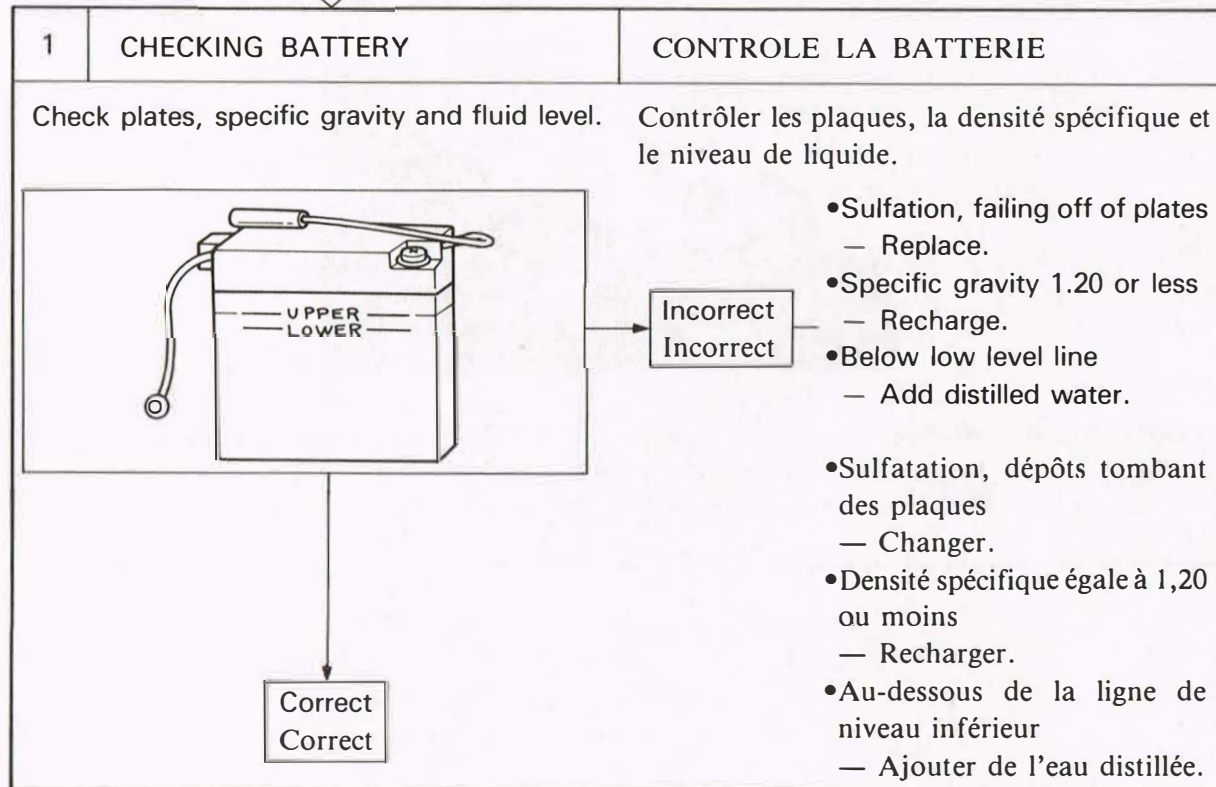 1 CHECKING BATTERY
CONTROLE LA BATTERIE
Check plates, specific gravity and fluid level.
Contrôler les plaques, la densité spécifique et
le niveau de liquide.
UPPER
LOWER
Incorrect
Incorrect
•Sulfation, failing off of plates
– Replace.
•Specific gravity 1.20 or less
– Recharge.
•Below low level line
– Add distilled water.
•Sulfatation, dépôts tombant
des plaques
— Changer.
•Densité spécifique égale à 1,20
ou moins
— Recharger.
•Au-dessous de la ligne de
niveau inférieur
— Ajouter de l'eau distillée.
Correct
Correct